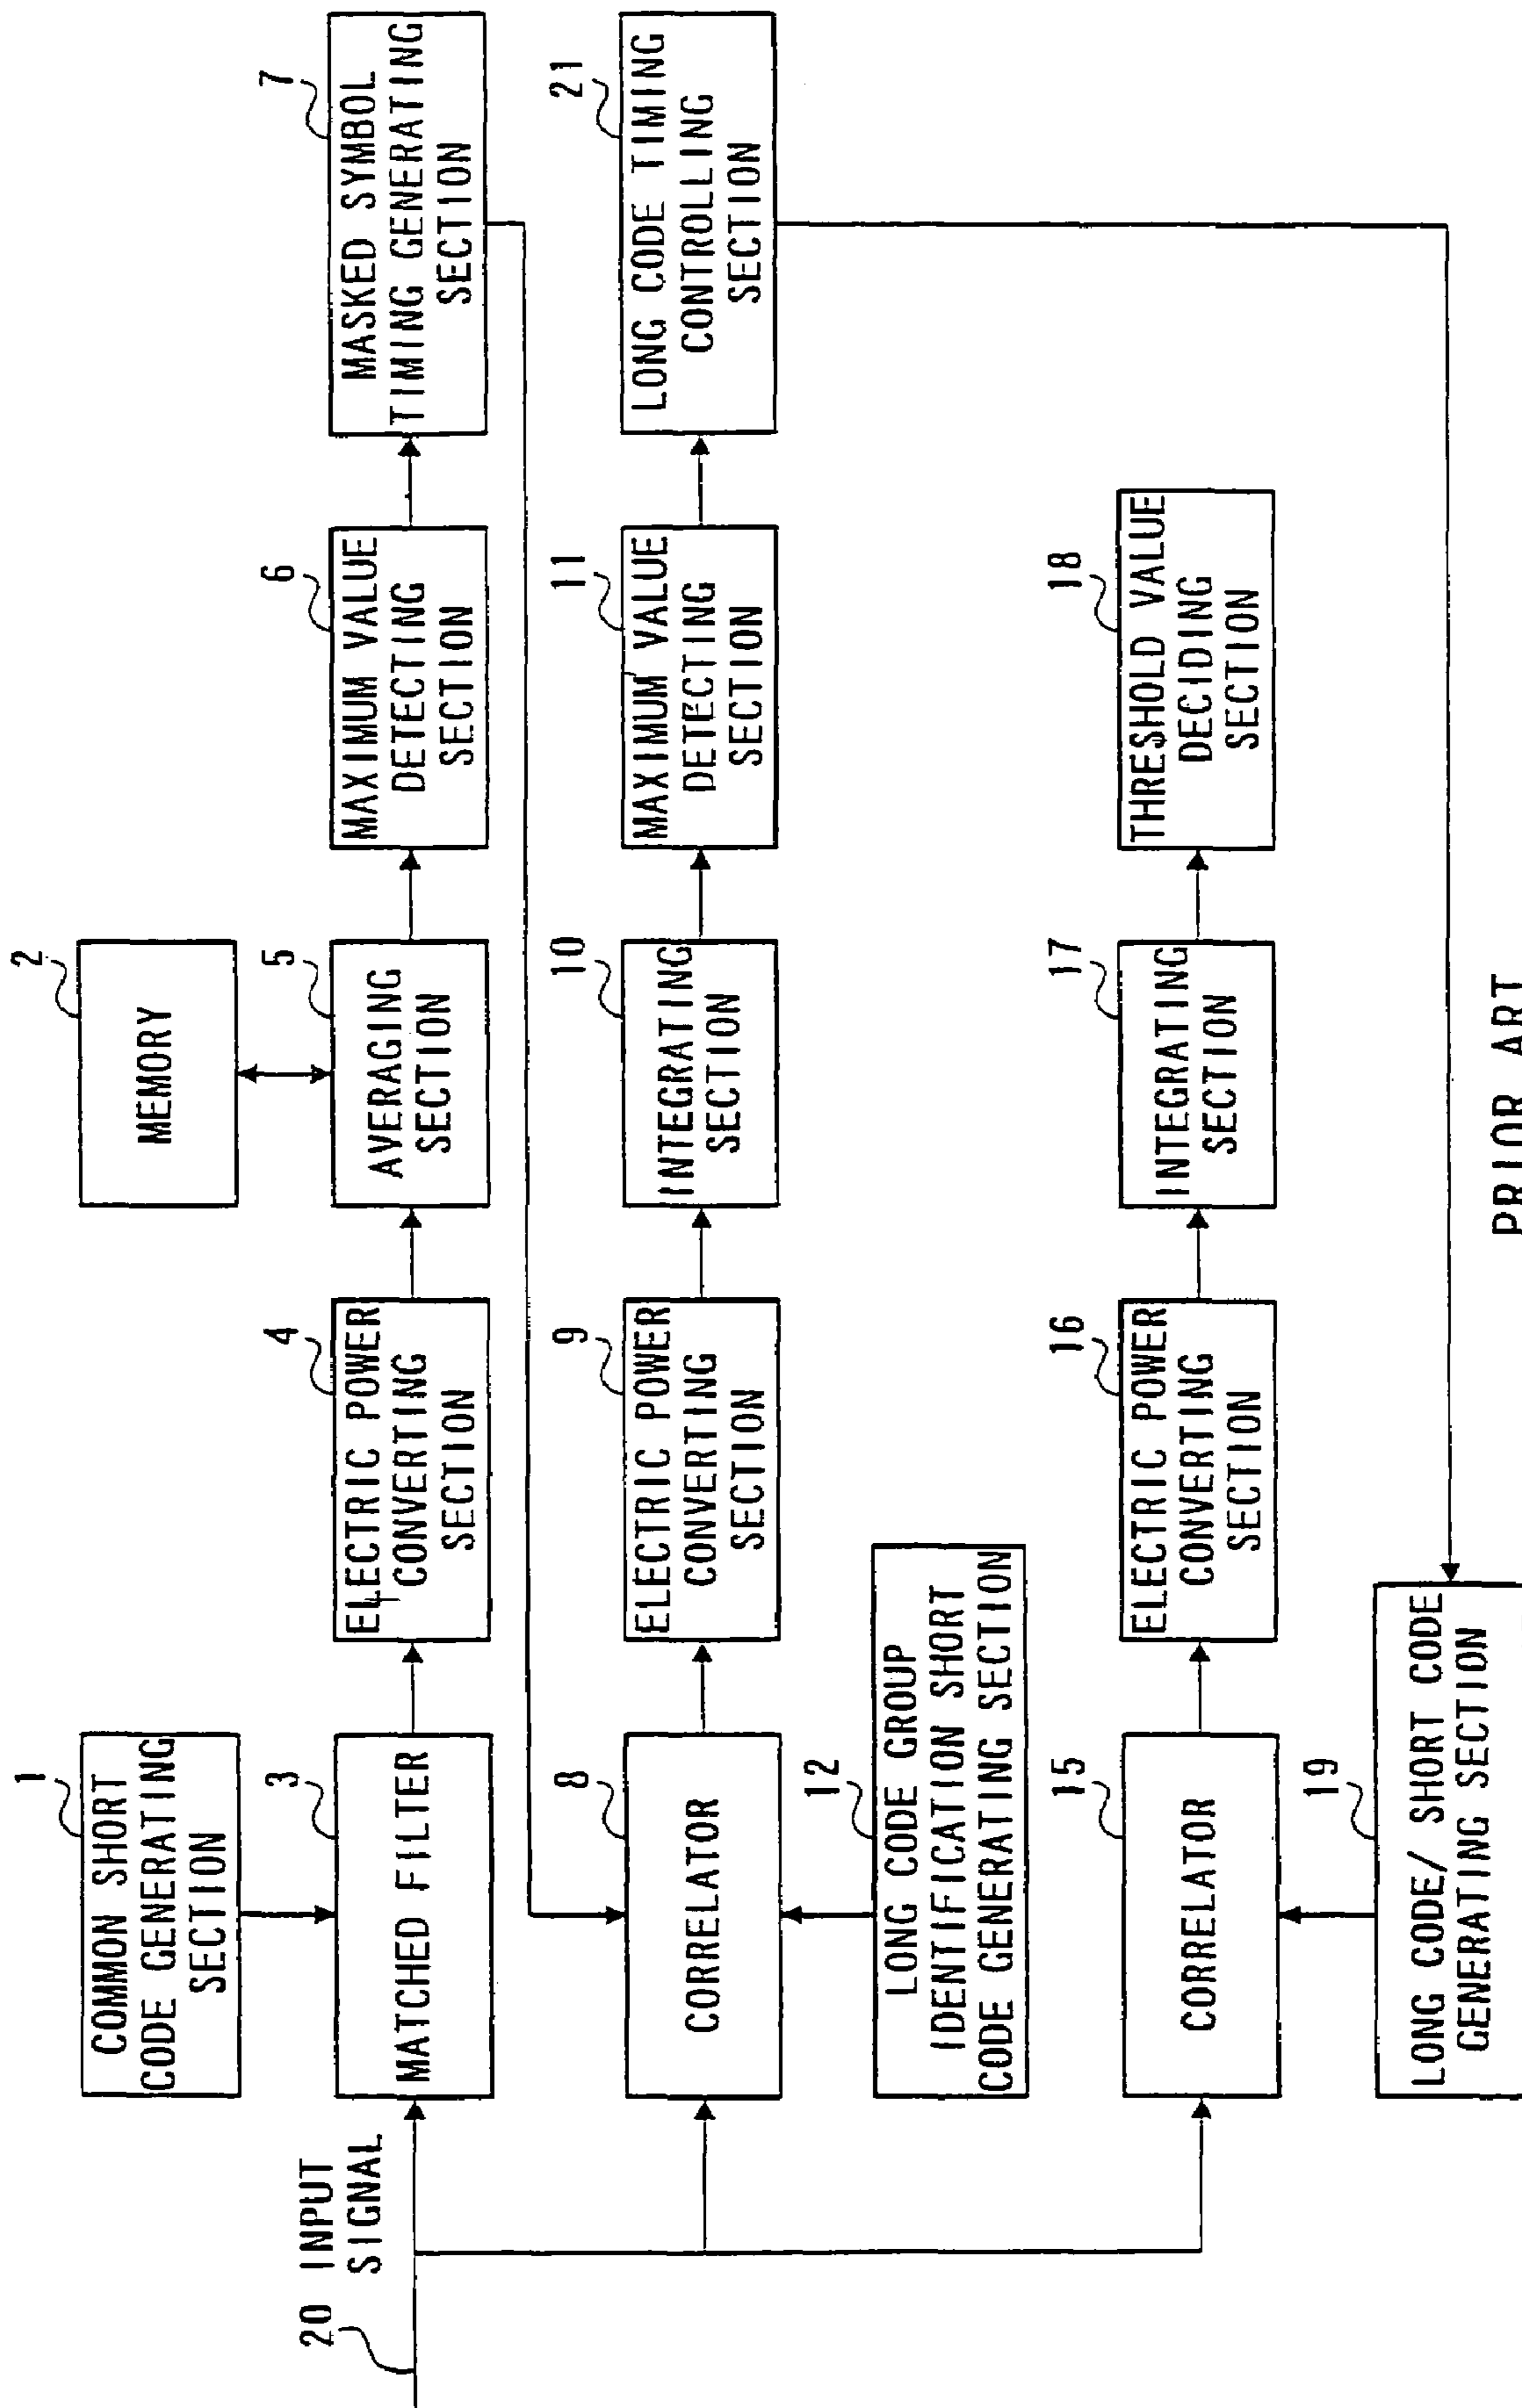 20 INPUT
SIGNAL
1
COMMON SHORT
CODE GENERATING
SECTION
2
MEMORY
3
MATCHED FILTER
4
ELECTRIC POWER
CONVERTING
SECTION
5
AVERAGING
SECTION
6
MAXIMUM VALUE
DETECTING
SECTION
7
MASKED SYMBOL
TIMING GENERATING
SECTION
8
CORRELATOR
9
ELECTRIC POWER
CONVERTING
SECTION
10
INTEGRATING
SECTION
11
MAXIMUM VALUE
DETECTING
SECTION
21
LONG CODE TIMING
CONTROLLING
SECTION
12
LONG CODE GROUP
IDENTIFICATION SHORT
CODE GENERATING SECTION
15
CORRELATOR
16
ELECTRIC POWER
CONVERTING
SECTION
17
INTEGRATING
SECTION
18
THRESHOLD VALUE
DECIDING
SECTION
19
LONG CODE/ SHORT CODE
GENERATING SECTION
PRIOR ART